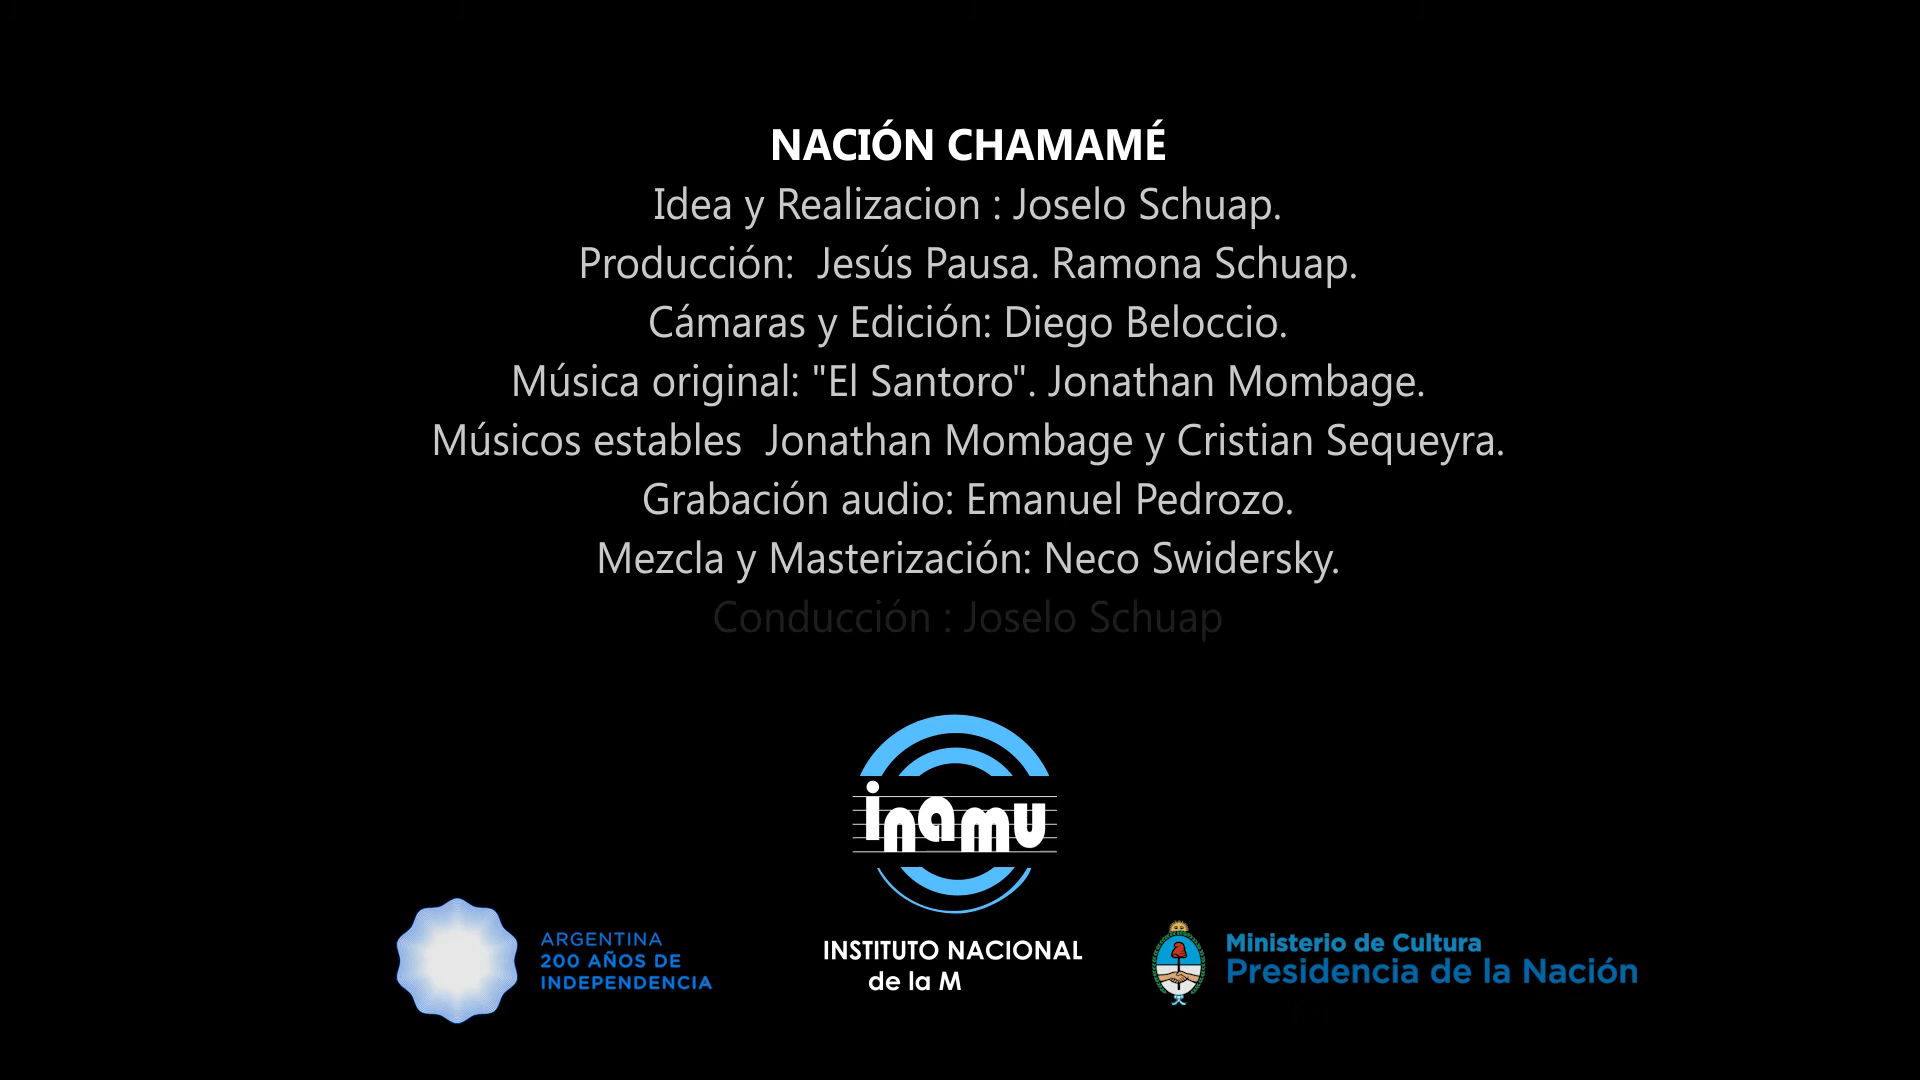 NACIÓN CHAMAMÉ
Idea y Realizacion : Joselo Schuap.
Producción:  Jesús Pausa. Ramona Schuap.
Cámaras y Edición: Diego Beloccio.
Música original: "El Santoro". Jonathan Mombage.
Músicos estables  Jonathan Mombage y Cristian Sequeyra.
Grabación audio: Emanuel Pedrozo.
Mezcla y Masterización: Neco Swidersky.
Conducción : Joselo Schuap
inamu
INSTITUTO NACIONAL
de la M
ARGENTINA
200 AÑOS DE
INDEPENDENCIA
Ministerio de Cultura
Presidencia de la Nación